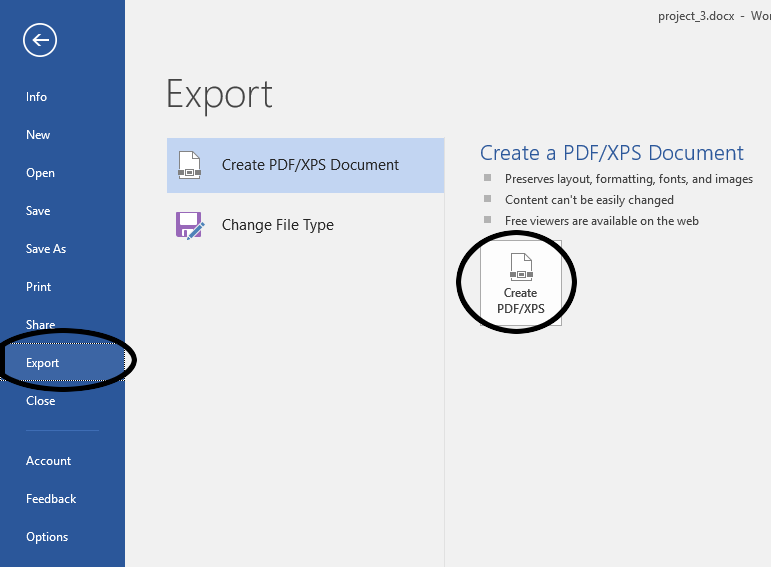 project_3.docx - Wor
Info
New
Open
Save
Save As
Print
Share
Export
Close
Account
Feedback
Options
Export
Create PDF/XPS Document
Change File Type
Create a PDF/XPS Document
Preserves layout, formatting, fonts, and images
Content can't be easily changed
Free viewers are available on the web
Create
PDF/XPS